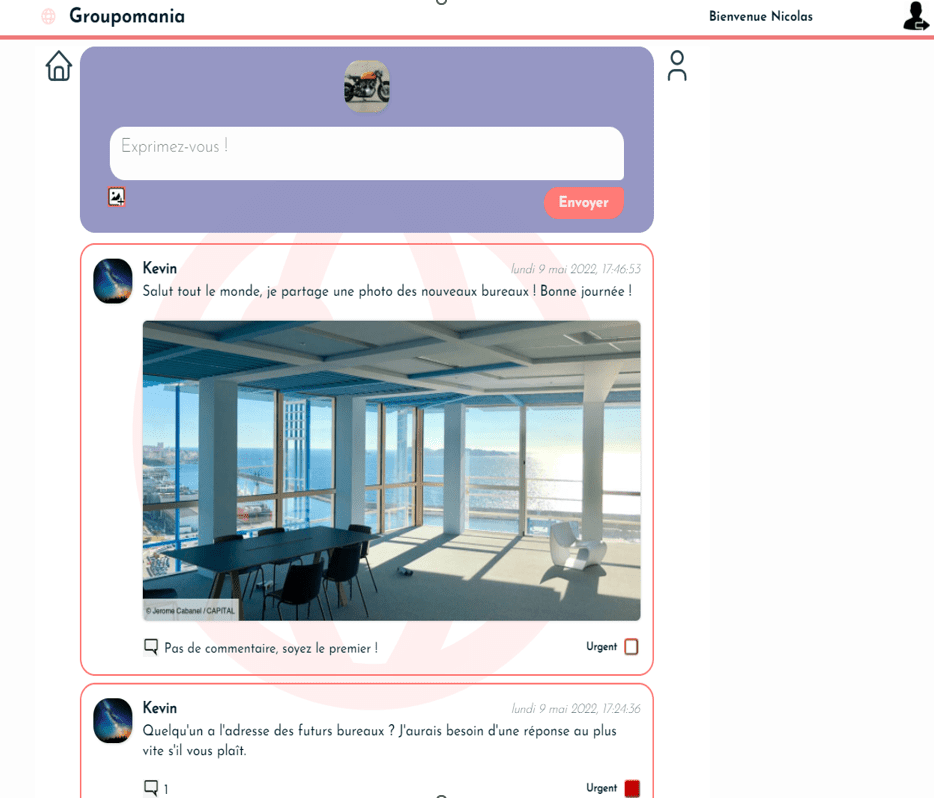 Groupomania
Bienvenue Nicolas
Exprimez-vous !
Envoyer
Kevin
lundi 9 mai 2022, 17:46:53
Salut tout le monde, je partage une photo des nouveaux bureaux ! Bonne journée !
© Jerome Cabanel / CAPITAL
Pas de commentaire, soyez le premier !
Urgent
Kevin
lundi 9 mai 2022, 17:24:36
Quelqu'un a l'adresse des futurs bureaux ? J'aurais besoin d'une réponse au plus
vite s'il vous plaît.
1
Urgent